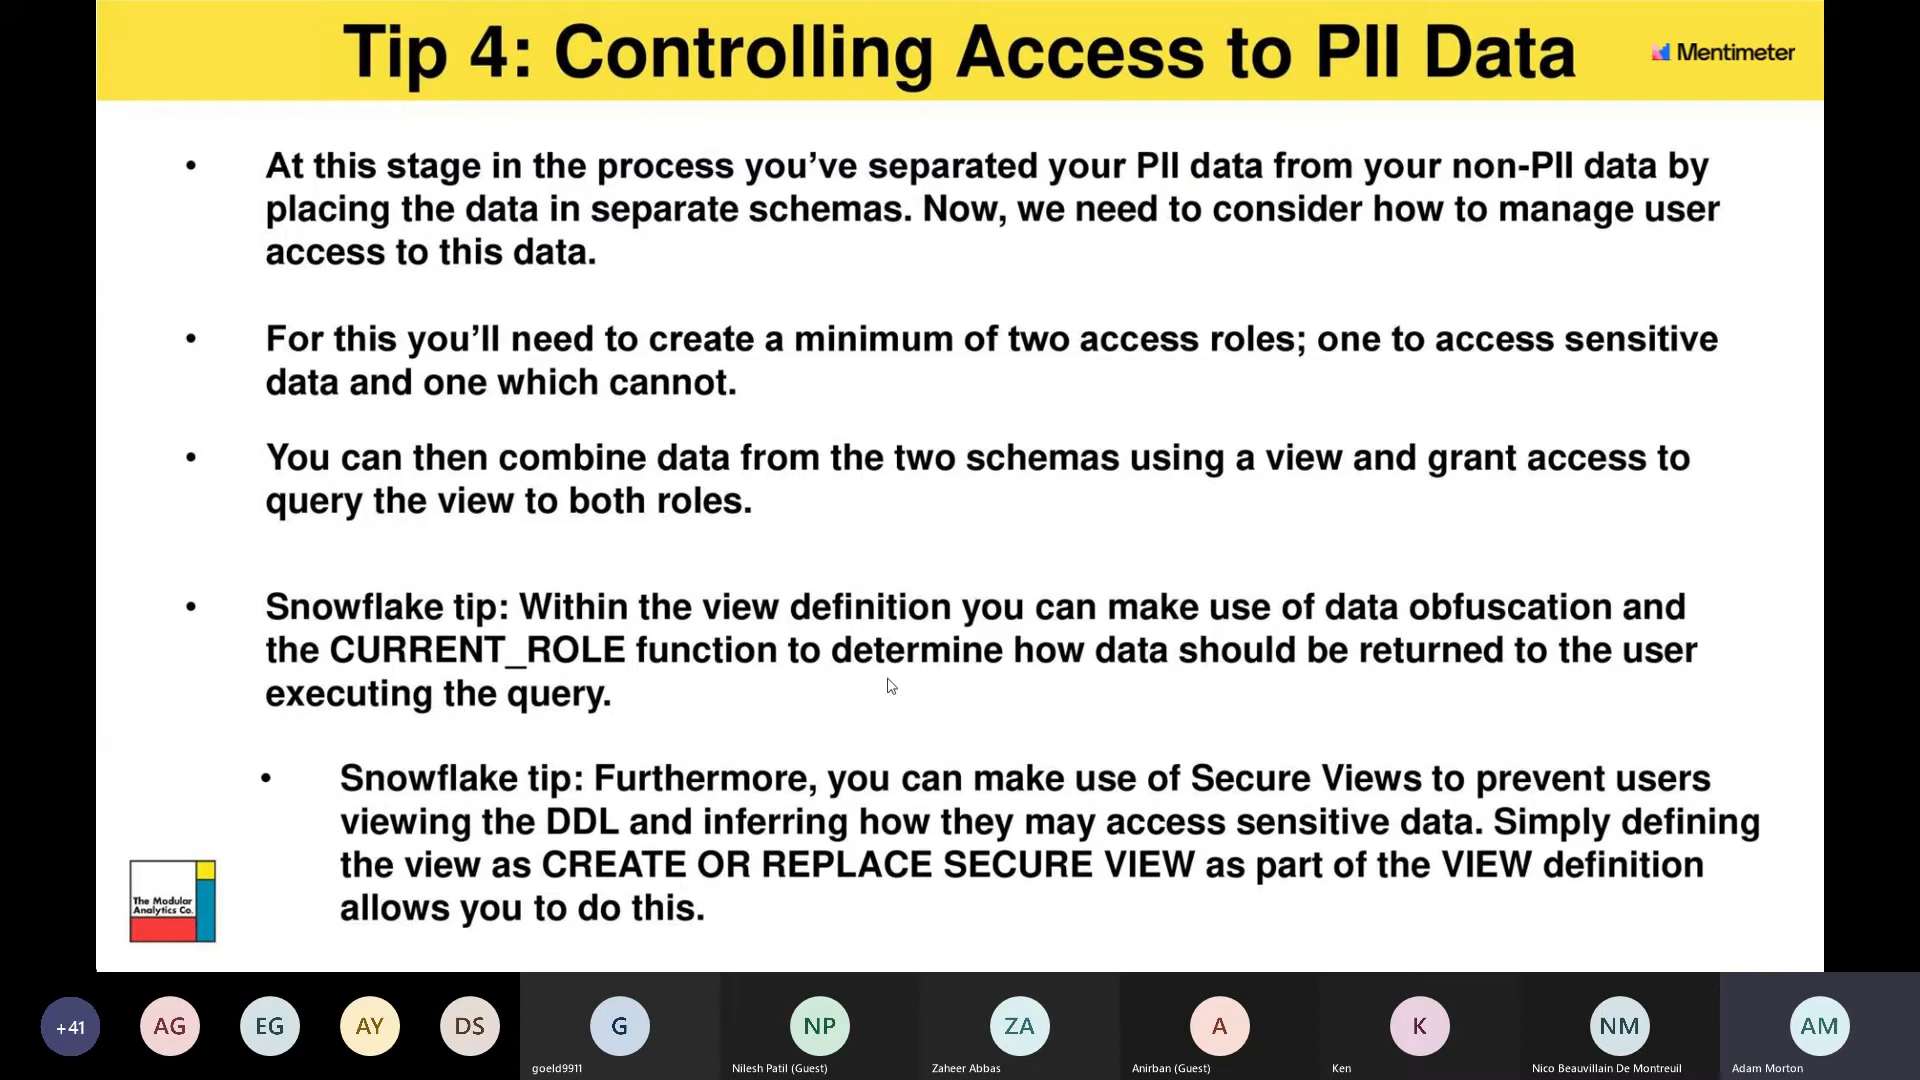 Tip 4: Controlling Access to PII Data
Mentimeter
• At this stage in the process you’ve separated your PII data from your non-PII data by
placing the data in separate schemas. Now, we need to consider how to manage user
access to this data.
• For this you’ll need to create a minimum of two access roles; one to access sensitive
data and one which cannot.
• You can then combine data from the two schemas using a view and grant access to
query the view to both roles.
• Snowflake tip: Within the view definition you can make use of data obfuscation and
the CURRENT_ROLE function to determine how data should be returned to the user
executing the query.
• Snowflake tip: Furthermore, you can make use of Secure Views to prevent users
viewing the DDL and inferring how they may access sensitive data. Simply defining
the view as CREATE OR REPLACE SECURE VIEW as part of the VIEW definition
allows you to do this.
The Modular
Analytics Co.
+41
AG
EG
AY
DS
G
goeld9911
NP
Nilesh Patil (Guest)
ZA
Zaheer Abbas
A
Anirban (Guest)
K
Ken
NM
Nico Beauvillain De Montreuil
AM
Adam Morton